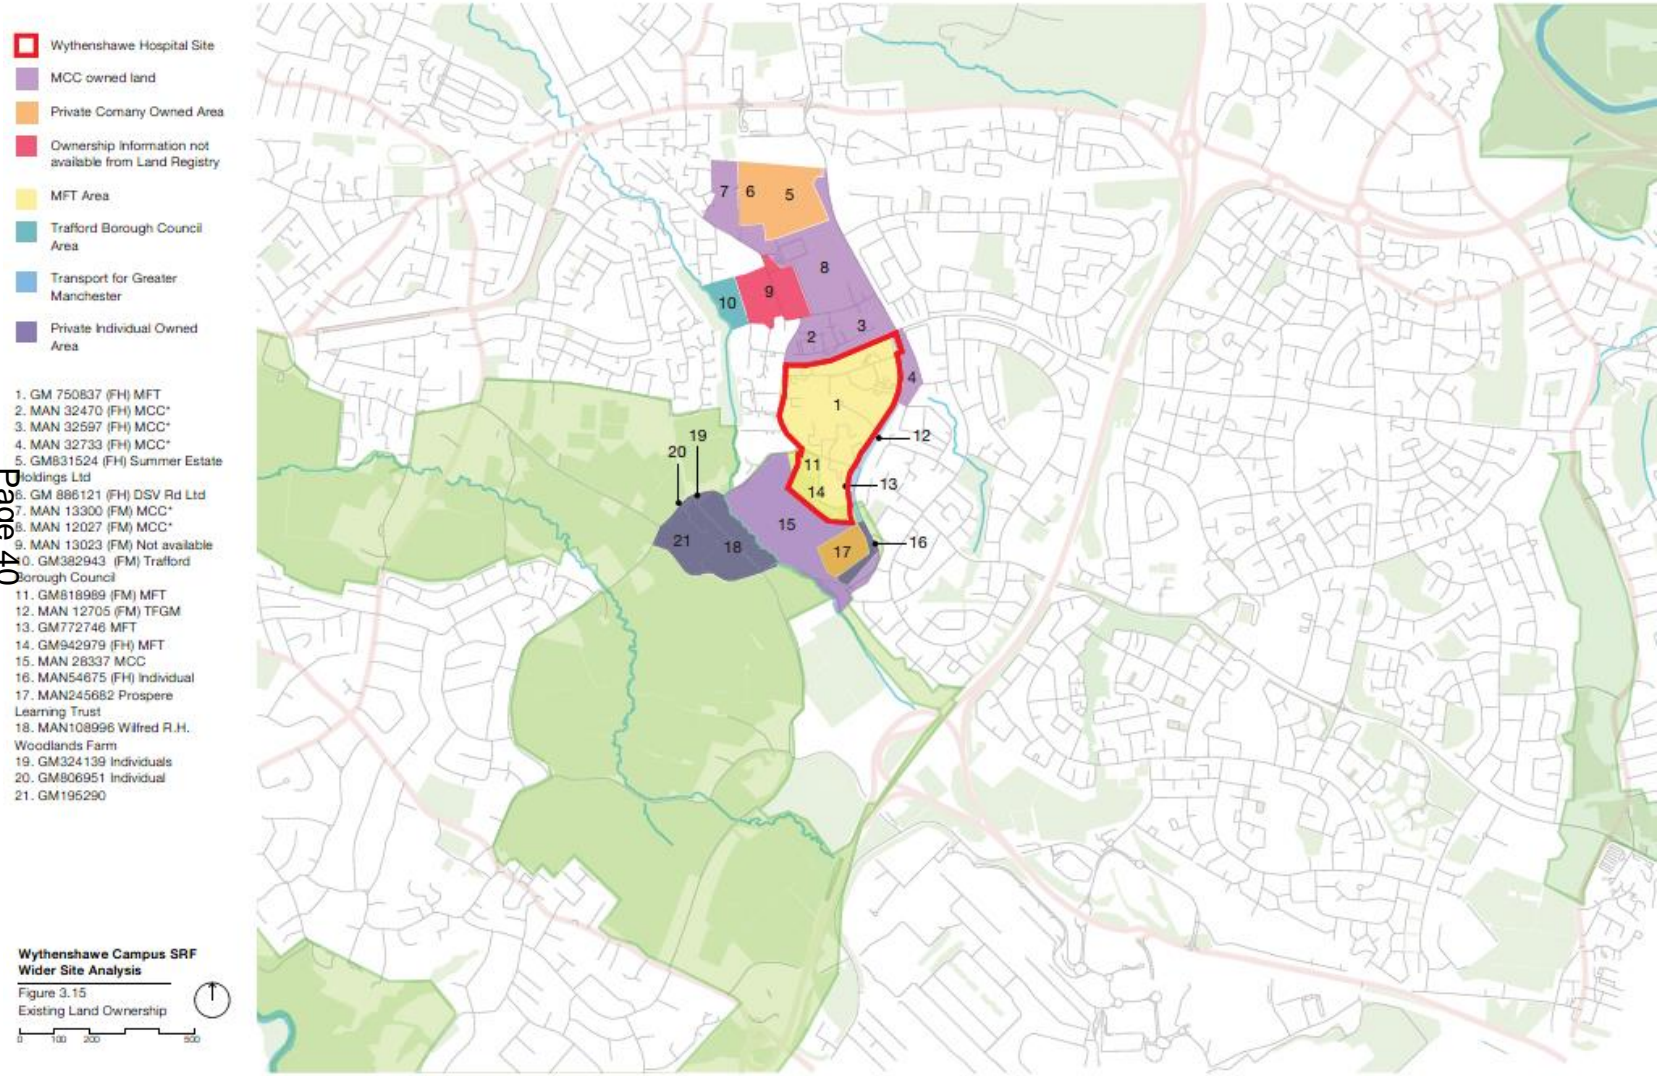 Wythenshawe Hospital Site
MCC owned land
Private Comany Owned Area
Ownership Information not
available from Land Registry
MFT Area
Trafford Borough Council
Area
Transport for Greater
Manchester
Private Individual Owned
Area
1. GM 750837 (FH) MFT
2. MAN 32470 (FH) MCC*
3. MAN 32597 (FH) MCC*
4. MAN 32733 (FH) MCC*
5. GM831524 (FH) Summer Estate
Holdings Ltd
6. GM 886121 (FH) DSV Rd Ltd
7. MAN 13300 (FM) MCC*
8. MAN 12027 (FM) MCC*
9. MAN 13023 (FM) Not available
10. GM382943 (FM) Trafford
Borough Council
11. GM818989 (FM) MFT
12. MAN 12705 (FM) TFGM
13. GM772746 MFT
14. GM942979 (FH) MFT
15. MAN 28337 MCC
16. MAN54675 (FH) Individual
17. MAN245682 Prospere
Learning Trust
18. MAN108996 Wilfred R.H.
Woodlands Farm
19. GM324139 Individuals
20. GM806951 Individual
21. GM195290
Page 40
Wythenshawe Campus SRF
Wider Site Analysis
Figure 3.15
Existing Land Ownership
0 100 200 500
7 6 5
8
10 9
2 3
4
1
12
19
20
11
13
14
15
21 18 17 16